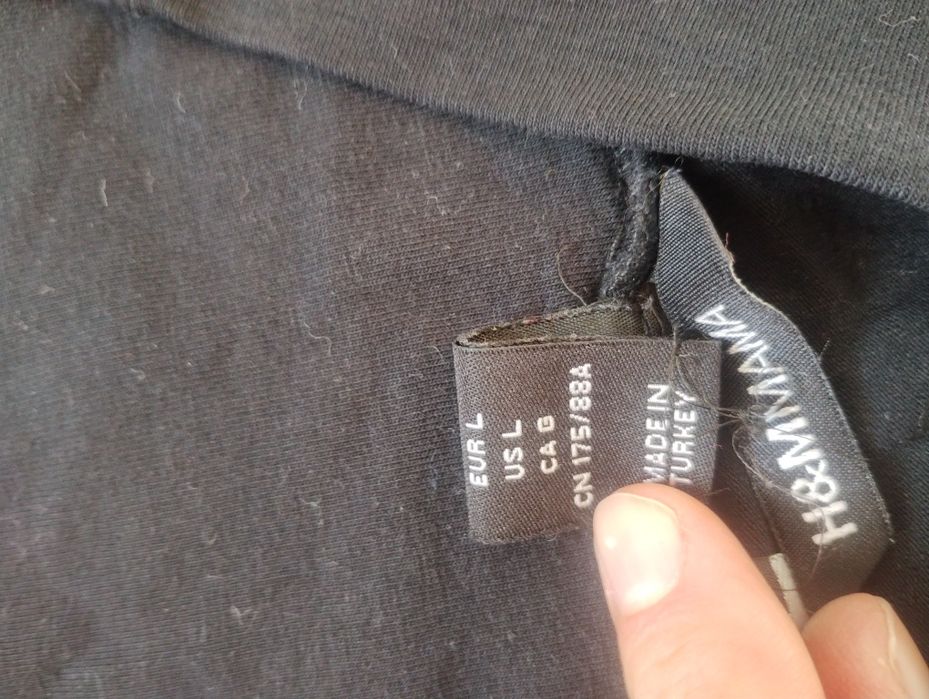 EUR L
US L
CA G
CN 175/88A
MADE IN
TURKEY
H&M MAMA